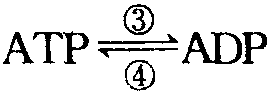 ③
ATP ⇌ ADP
④